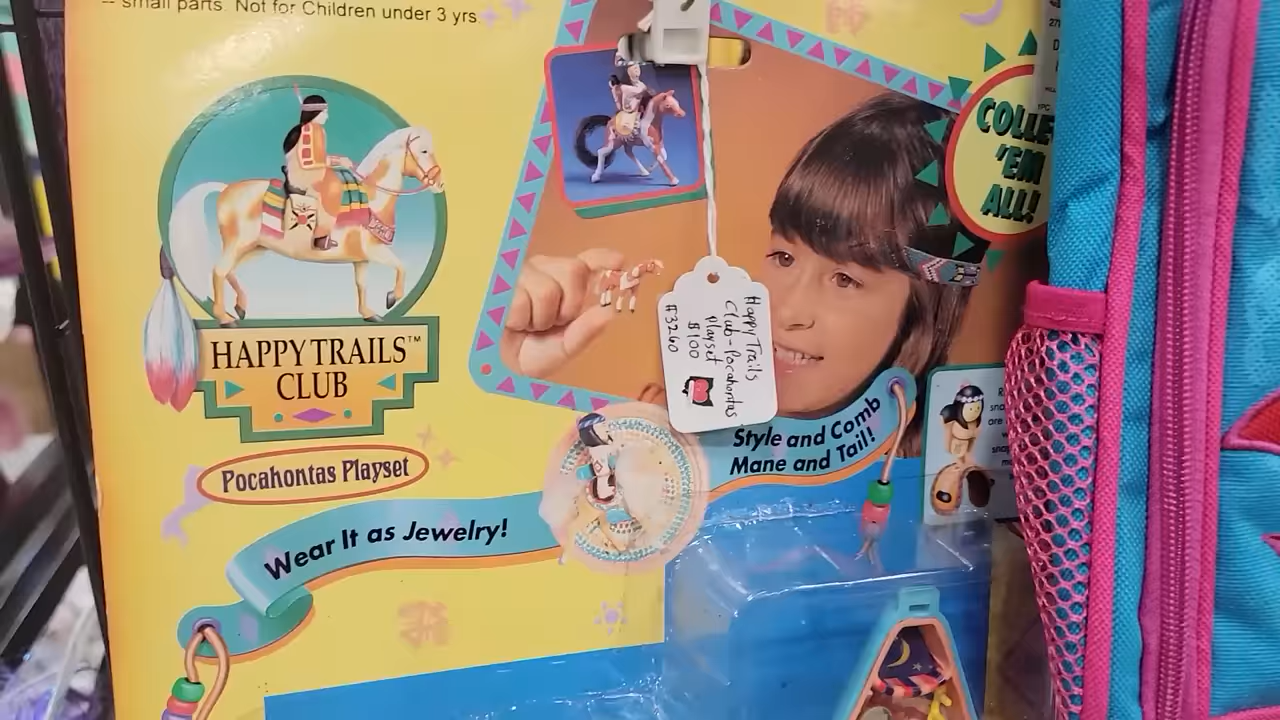 -- small parts. Not for Children under 3 yrs.
COLLE
'EM
ALL!
HAPPY TRAILS™
CLUB
Pocahontas Playset
Happy Trails
Club-Pocahontas
Playset
$100
#3260
Style and Comb
Mane and Tail!
Wear It as Jewelry!